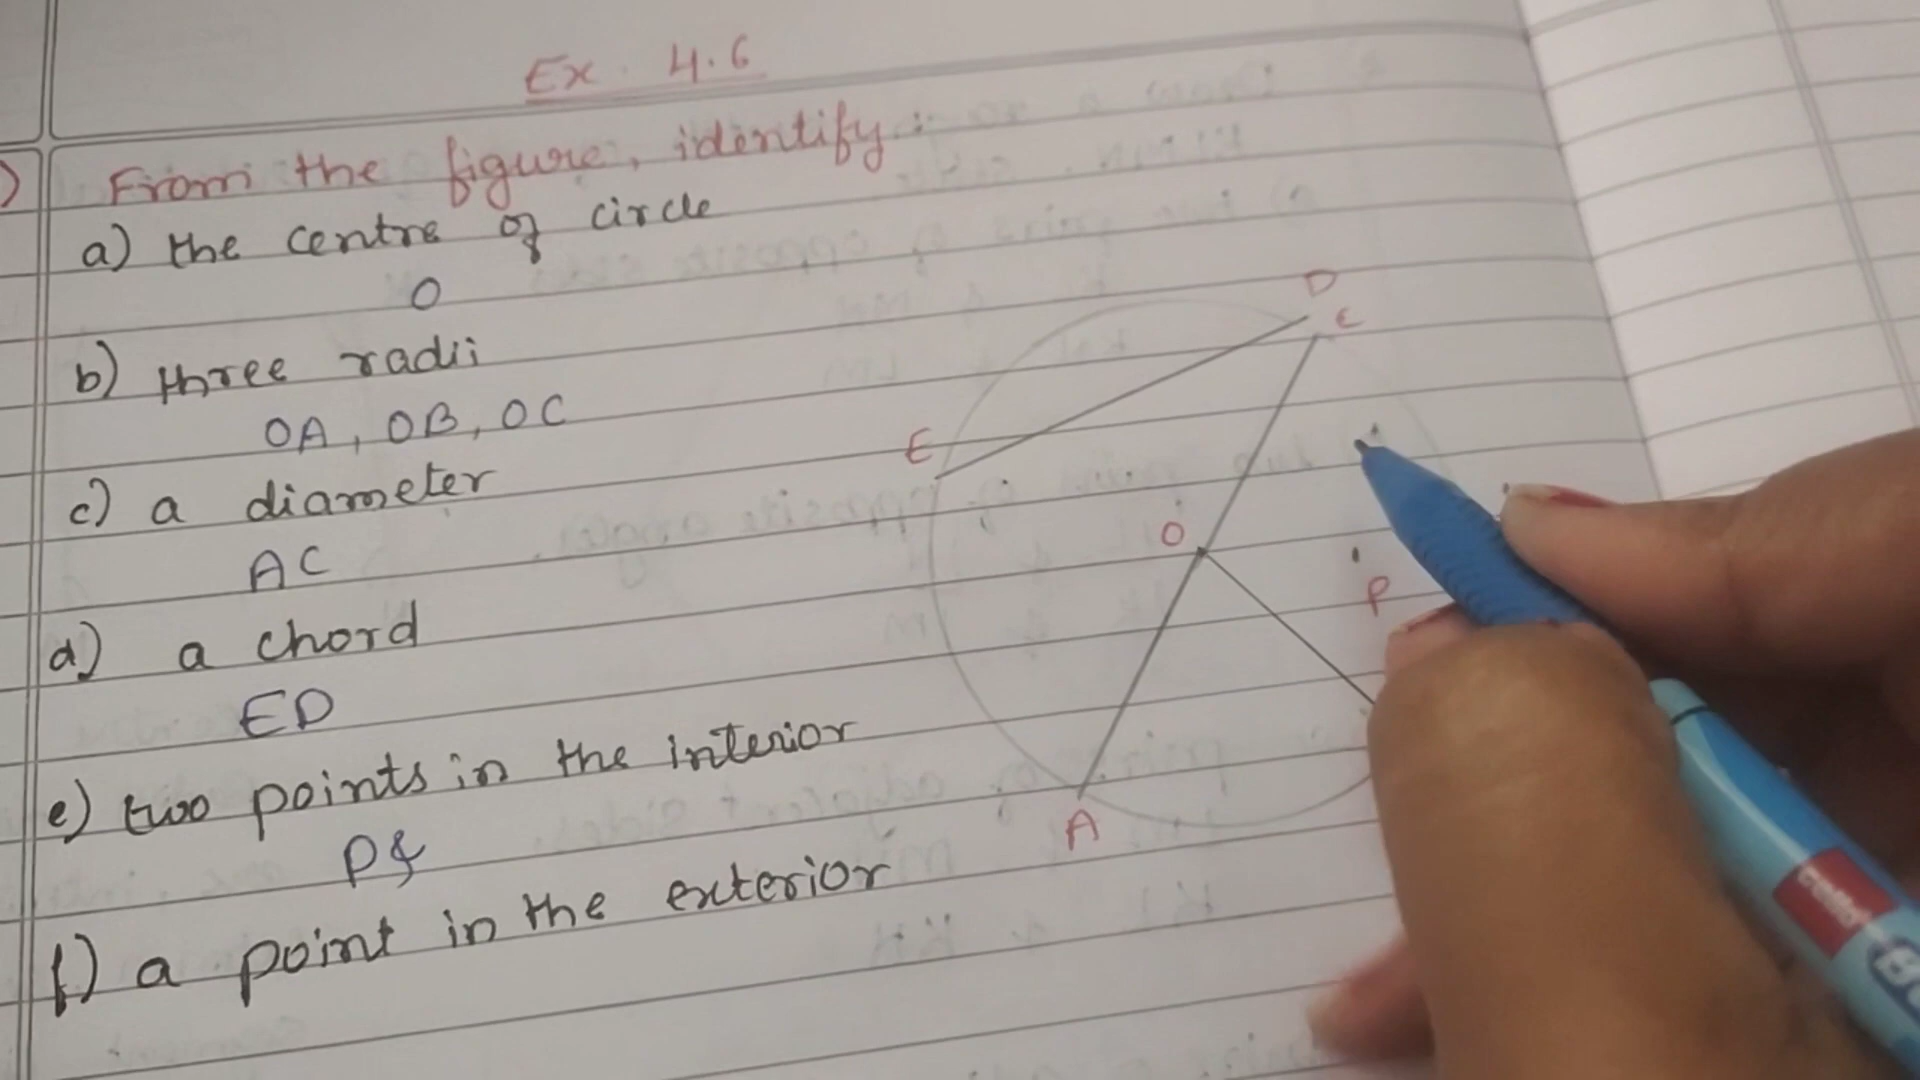 Ex. 4.6
) From the figure, identify:
a) the centre of circle
O
b) three radii
OA, OB, OC
c) a diameter
AC
d) a chord
ED
e) two points in the interior
P &
f) a point in the exterior
D
C
E
O
P
A
cello